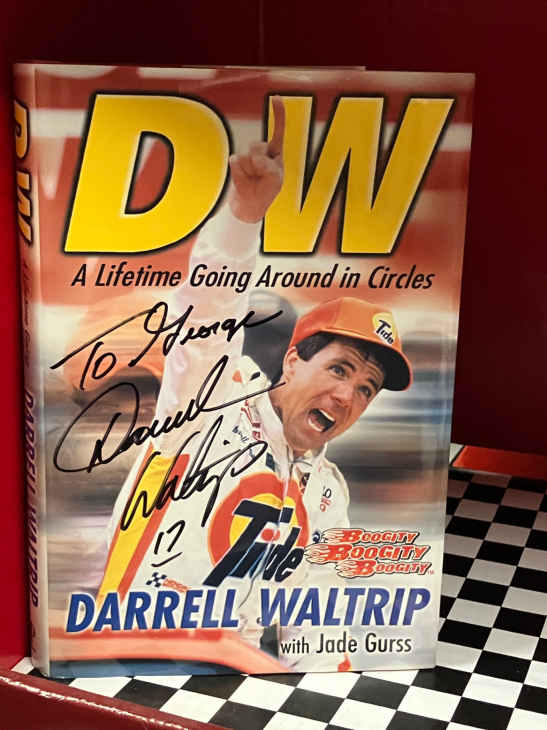 DW
A Lifetime Going Around in Circles
To George
Darrell
Waltrip
17
Tide
Tide
BOOGITY
BOOGITY
BOOGITY
DARRELL WALTRIP
with Jade Gurss
DW
DARRELL WALTRIP